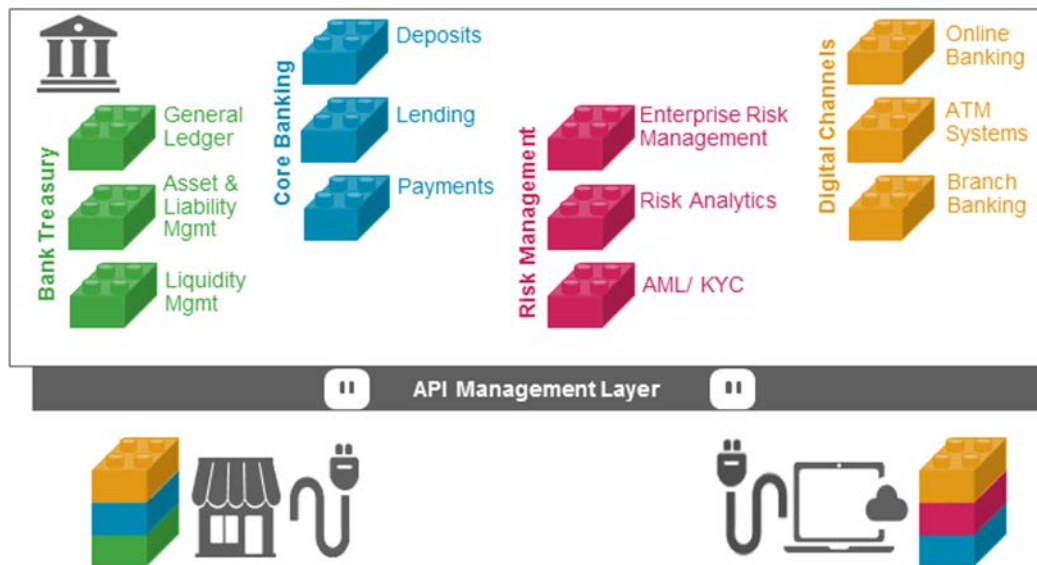 Bank Treasury
General
Ledger
Asset &
Liability
Mgmt
Liquidity
Mgmt
Core Banking
Deposits
Lending
Payments
Risk Management
Enterprise Risk
Management
Risk Analytics
AML/ KYC
Digital Channels
Online
Banking
ATM
Systems
Branch
Banking
API Management Layer